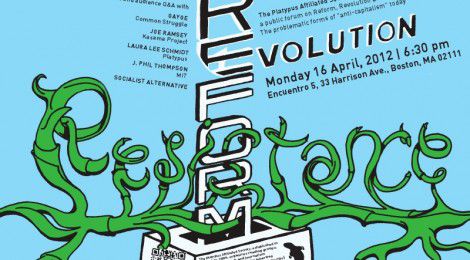 audience Q&A with
GAYGE
Common Struggle
JOE RAMSEY
Kasama Project
LAURA LEE SCHMIDT
Platypus
J. PHIL THOMPSON
MIT
SOCIALIST ALTERNATIVE
The Platypus Affiliated
a public forum on Reform, Revolution
The problematic forms of "anti-capitalism" today
REFORM
EVOLUTION
Monday 16 April, 2012 | 6:30 pm
Encuentro 5, 33 Harrison Ave., Boston, MA 02111
Resistance